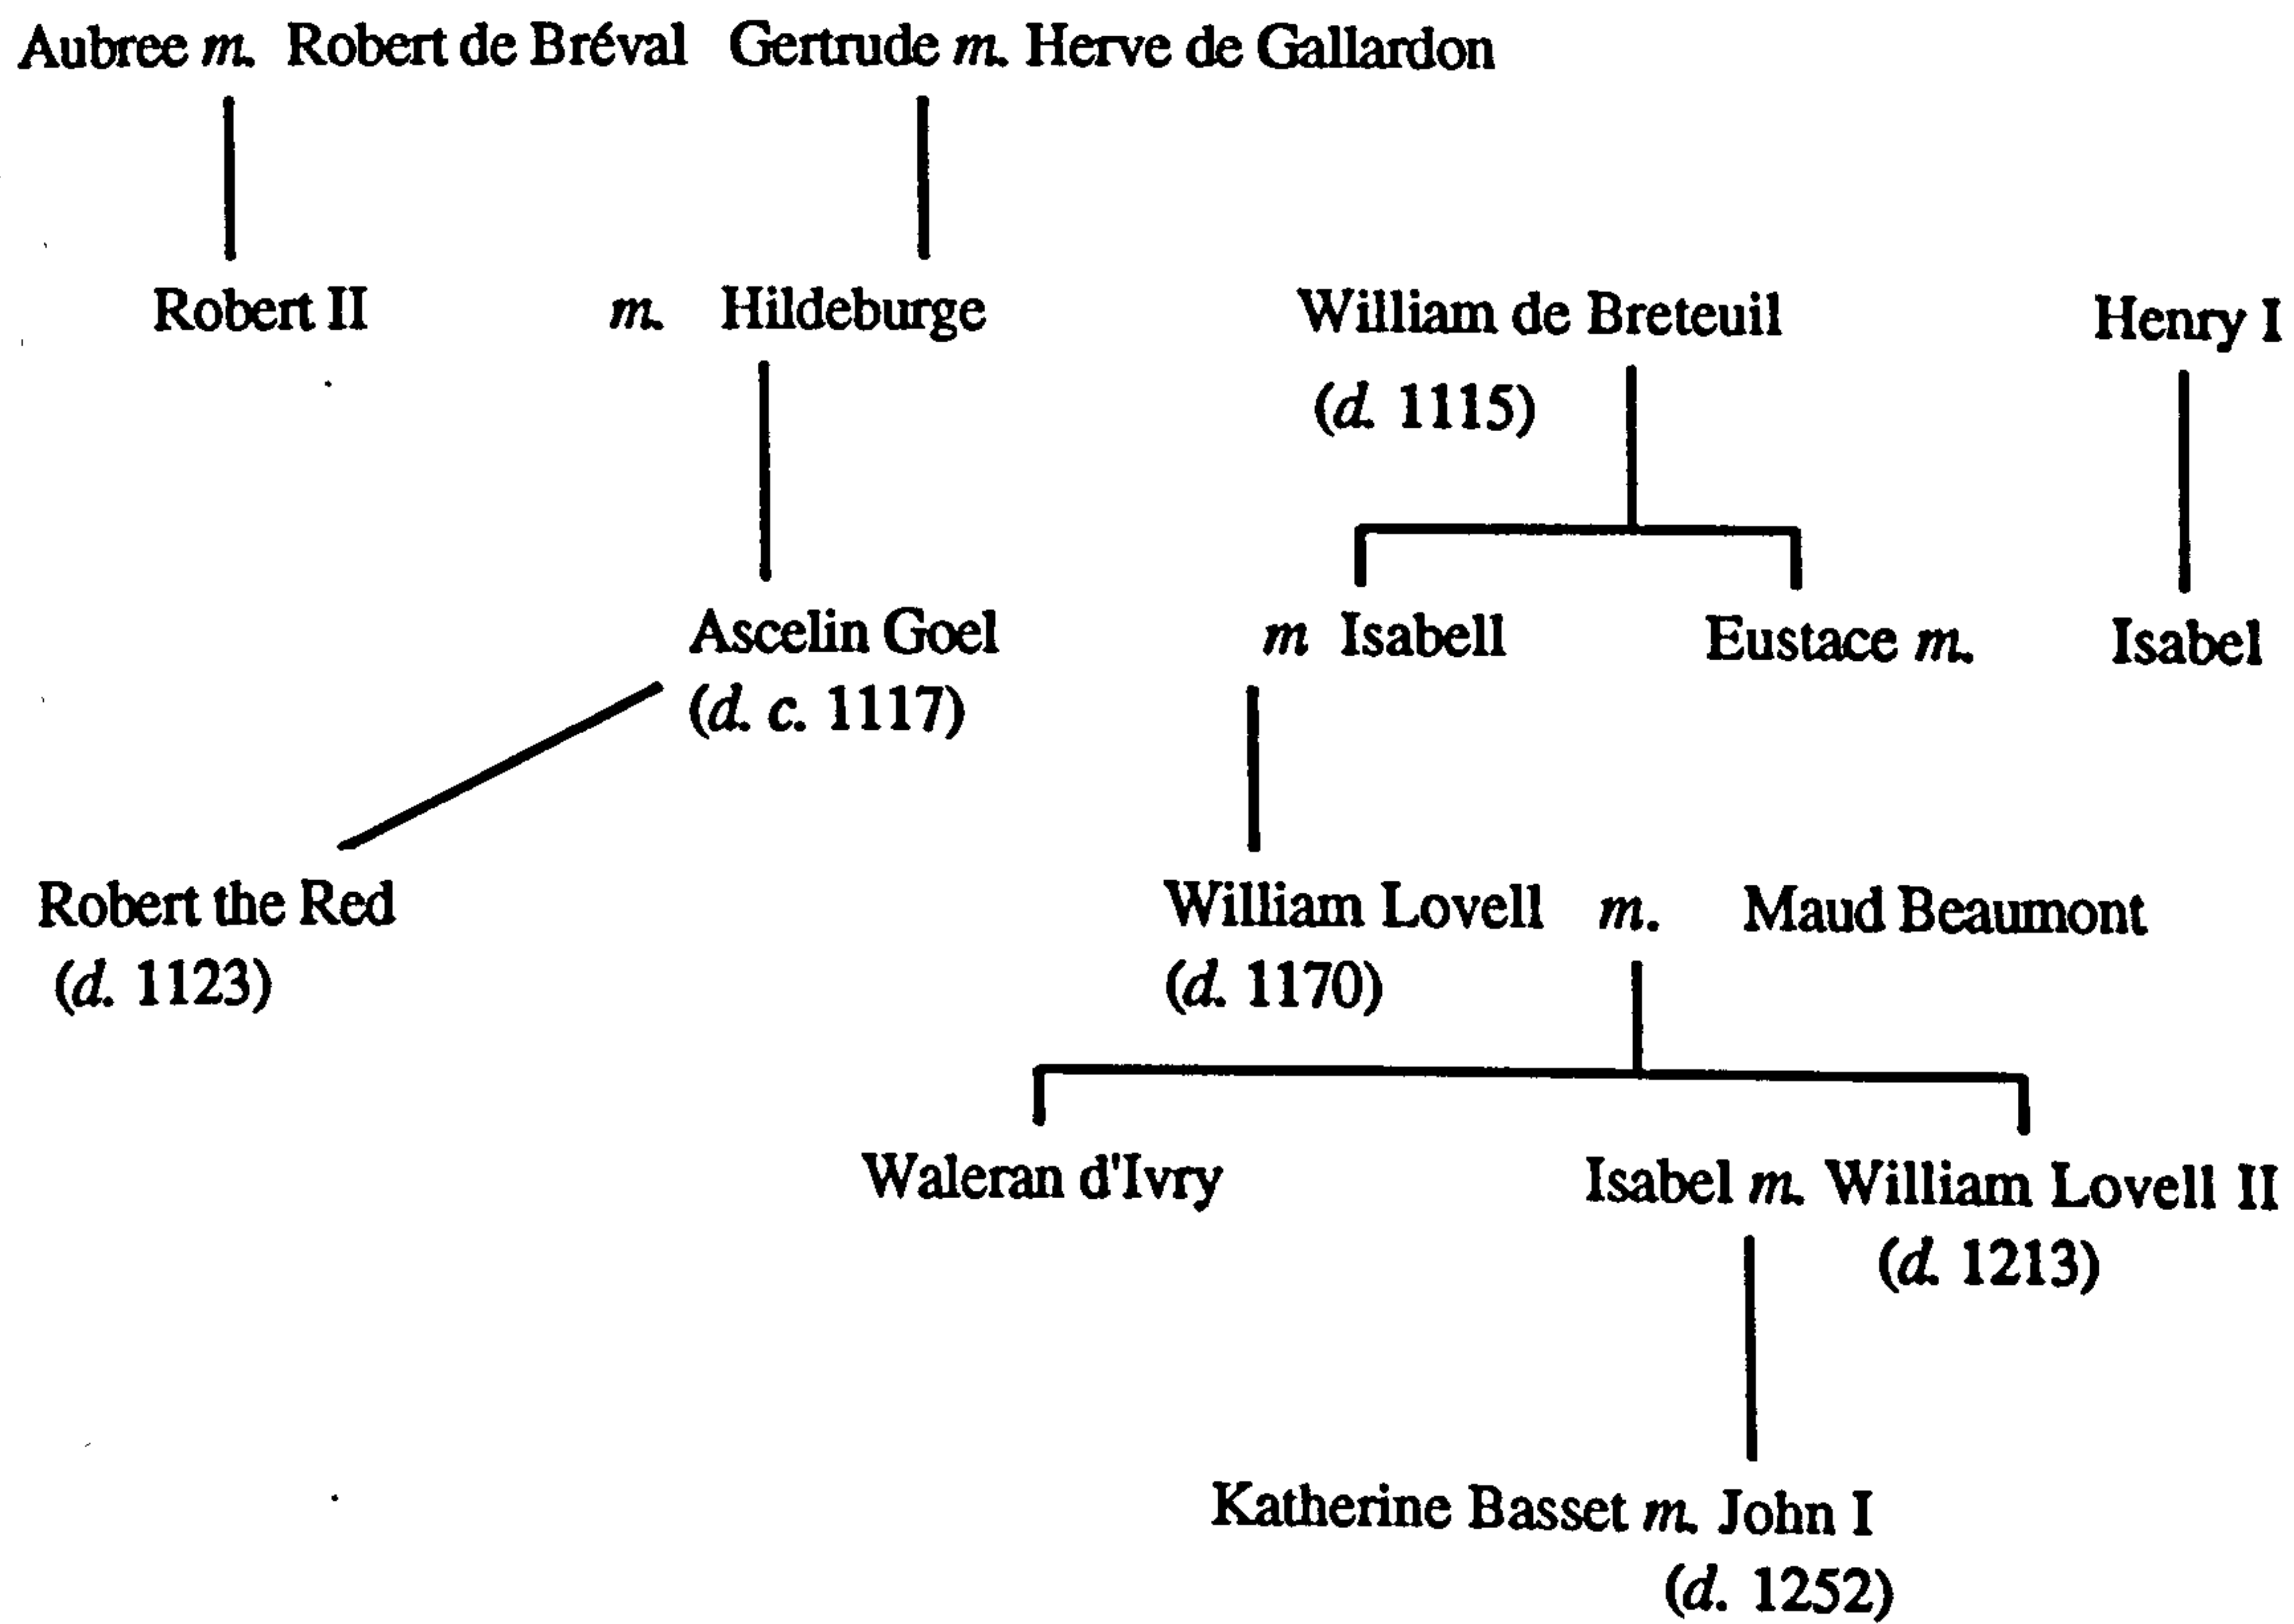 Aubree m. Robert de Bréval Gertrude m. Herve de Gallardon
Robert II m. Hildeburge William de Breteuil Henry I
(d. 1115)
Ascelin Goel m Isabell Eustace m. Isabel
(d. c. 1117)
Robert the Red William Lovell m. Maud Beaumont
(d. 1123) (d. 1170)
Waleran d'Ivry Isabel m. William Lovell II
(d. 1213)
Katherine Basset m. John I
(d. 1252)